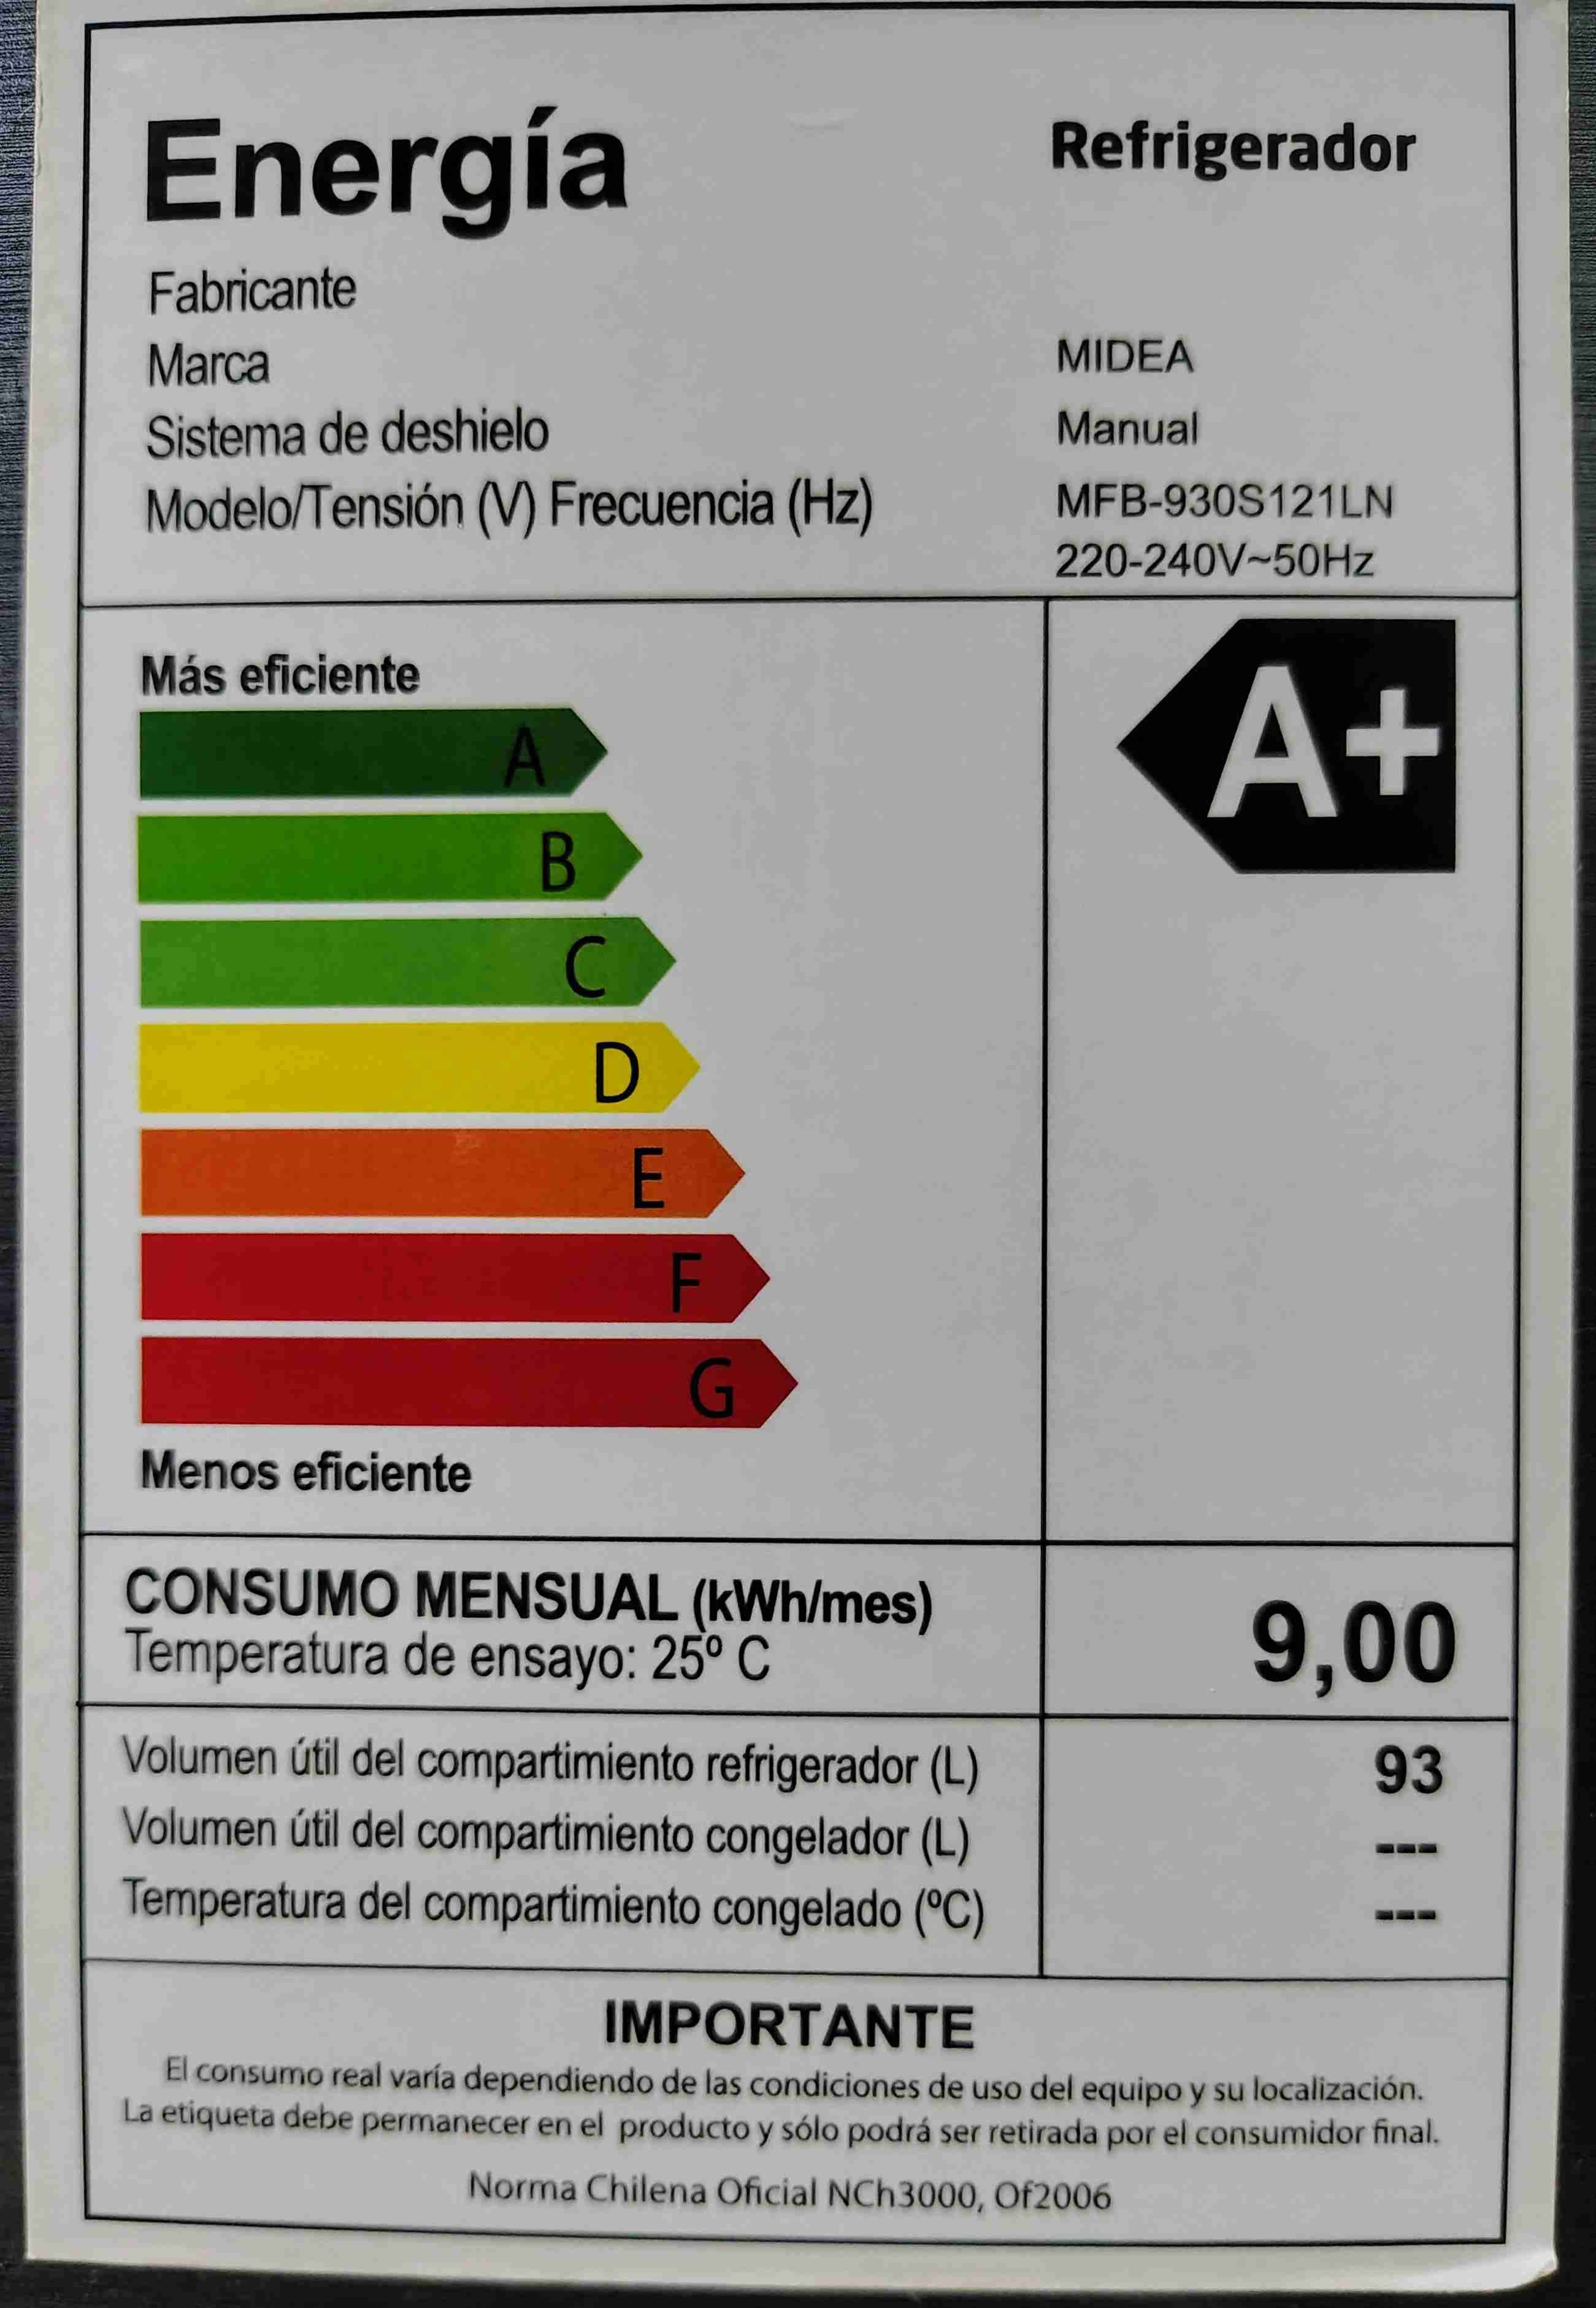 Energía Refrigerador
Fabricante
Marca MIDEA
Sistema de deshielo Manual
Modelo/Tensión (V) Frecuencia (Hz) MFB-930S121LN
220-240V~50Hz
Más eficiente
A+
A
B
C
D
E
F
G
Menos eficiente
CONSUMO MENSUAL (kWh/mes)
Temperatura de ensayo: 25º C
9,00
Volumen útil del compartimiento refrigerador (L) 93
Volumen útil del compartimiento congelador (L) ---
Temperatura del compartimiento congelado (ºC) ---
IMPORTANTE
El consumo real varía dependiendo de las condiciones de uso del equipo y su localización.
La etiqueta debe permanecer en el producto y sólo podrá ser retirada por el consumidor final.
Norma Chilena Oficial NCh3000, Of2006